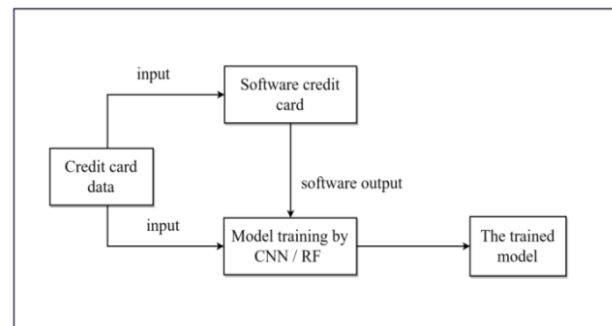 input
Software credit
card
Credit card
data
software output
input
Model training by
CNN / RF
The trained
model